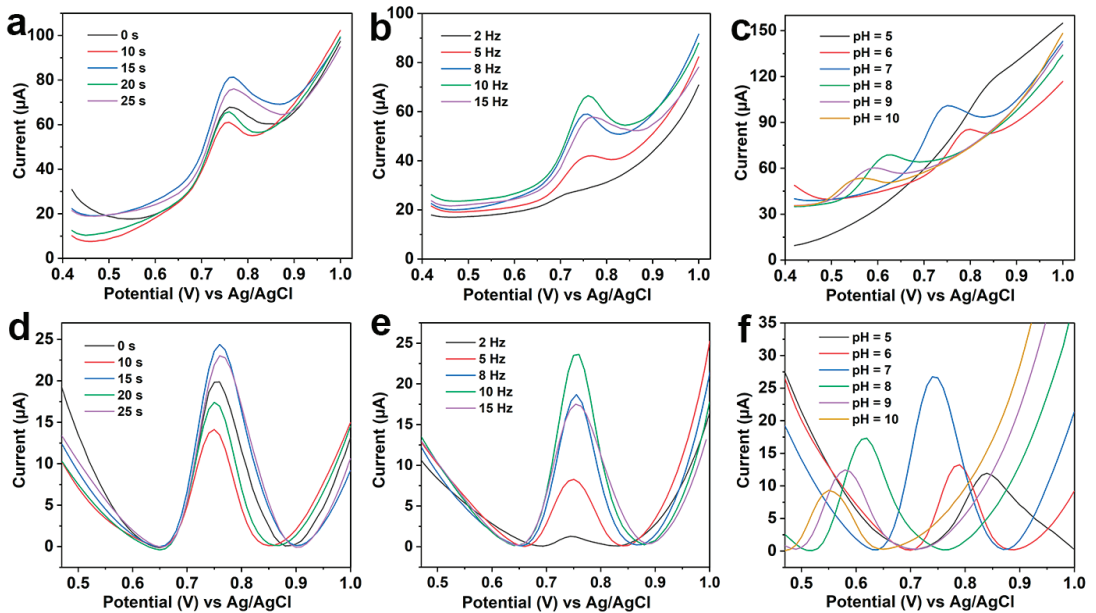 a
100
80
60
40
20
0
Current (µA)
0 s
10 s
15 s
20 s
25 s
0.4 0.5 0.6 0.7 0.8 0.9 1.0
Potential (V) vs Ag/AgCl
b
100
80
60
40
20
0
Current (µA)
2 Hz
5 Hz
8 Hz
10 Hz
15 Hz
0.4 0.5 0.6 0.7 0.8 0.9 1.0
Potential (V) vs Ag/AgCl
c
150
120
90
60
30
0
Current (µA)
pH = 5
pH = 6
pH = 7
pH = 8
pH = 9
pH = 10
0.4 0.5 0.6 0.7 0.8 0.9 1.0
Potential (V) vs Ag/AgCl
d
25
20
15
10
5
0
Current (µA)
0 s
10 s
15 s
20 s
25 s
0.5 0.6 0.7 0.8 0.9 1.0
Potential (V) vs Ag/AgCl
e
25
20
15
10
5
0
Current (µA)
2 Hz
5 Hz
8 Hz
10 Hz
15 Hz
0.5 0.6 0.7 0.8 0.9 1.0
Potential (V) vs Ag/AgCl
f
35
30
25
20
15
10
5
0
Current (µA)
pH = 5
pH = 6
pH = 7
pH = 8
pH = 9
pH = 10
0.5 0.6 0.7 0.8 0.9 1.0
Potential (V) vs Ag/AgCl